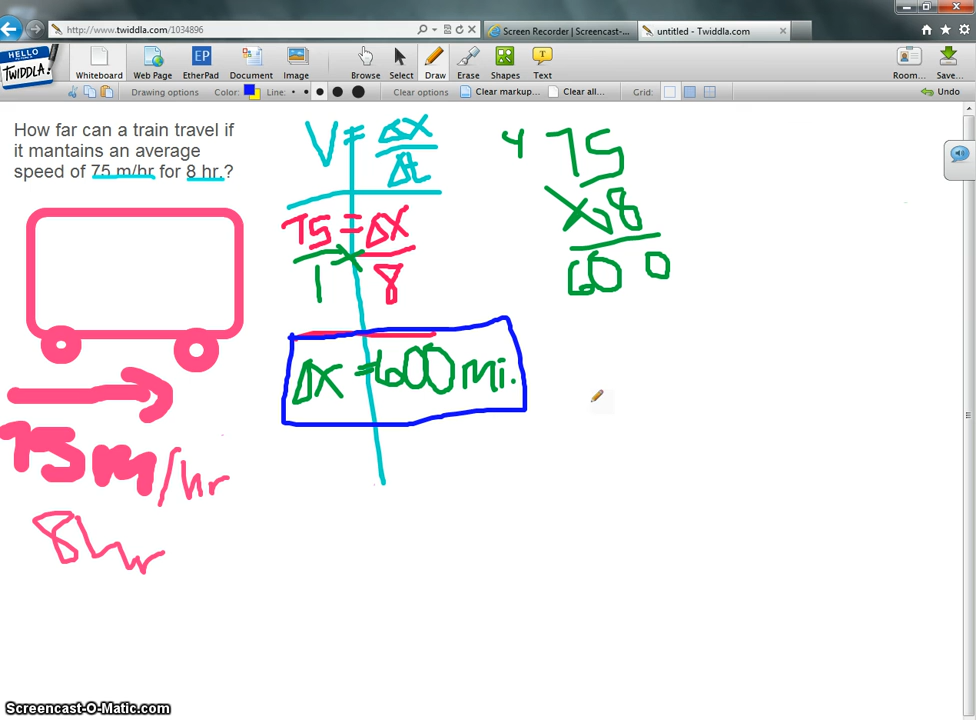 http://www.twiddla.com/1034896
Screen Recorder | Screencast-...
untitled - Twiddla.com
HELLO
TWIDDLA!
Whiteboard
Web Page
EP
EtherPad
Document
Image
Browse
Select
Draw
Erase
Shapes
T
Text
Room...
Save...
Drawing options
Color:
Line:
Clear options
Clear markup...
Clear all...
Grid:
Undo
How far can a train travel if
it mantains an average
speed of 75 m/hr for 8 hr.?
V = Δx
Δt
75 = Δx
1 8
Δx = 600 mi.
4 75
x 8
60 0
75 m/hr
8 hr
Screencast-O-Matic.com